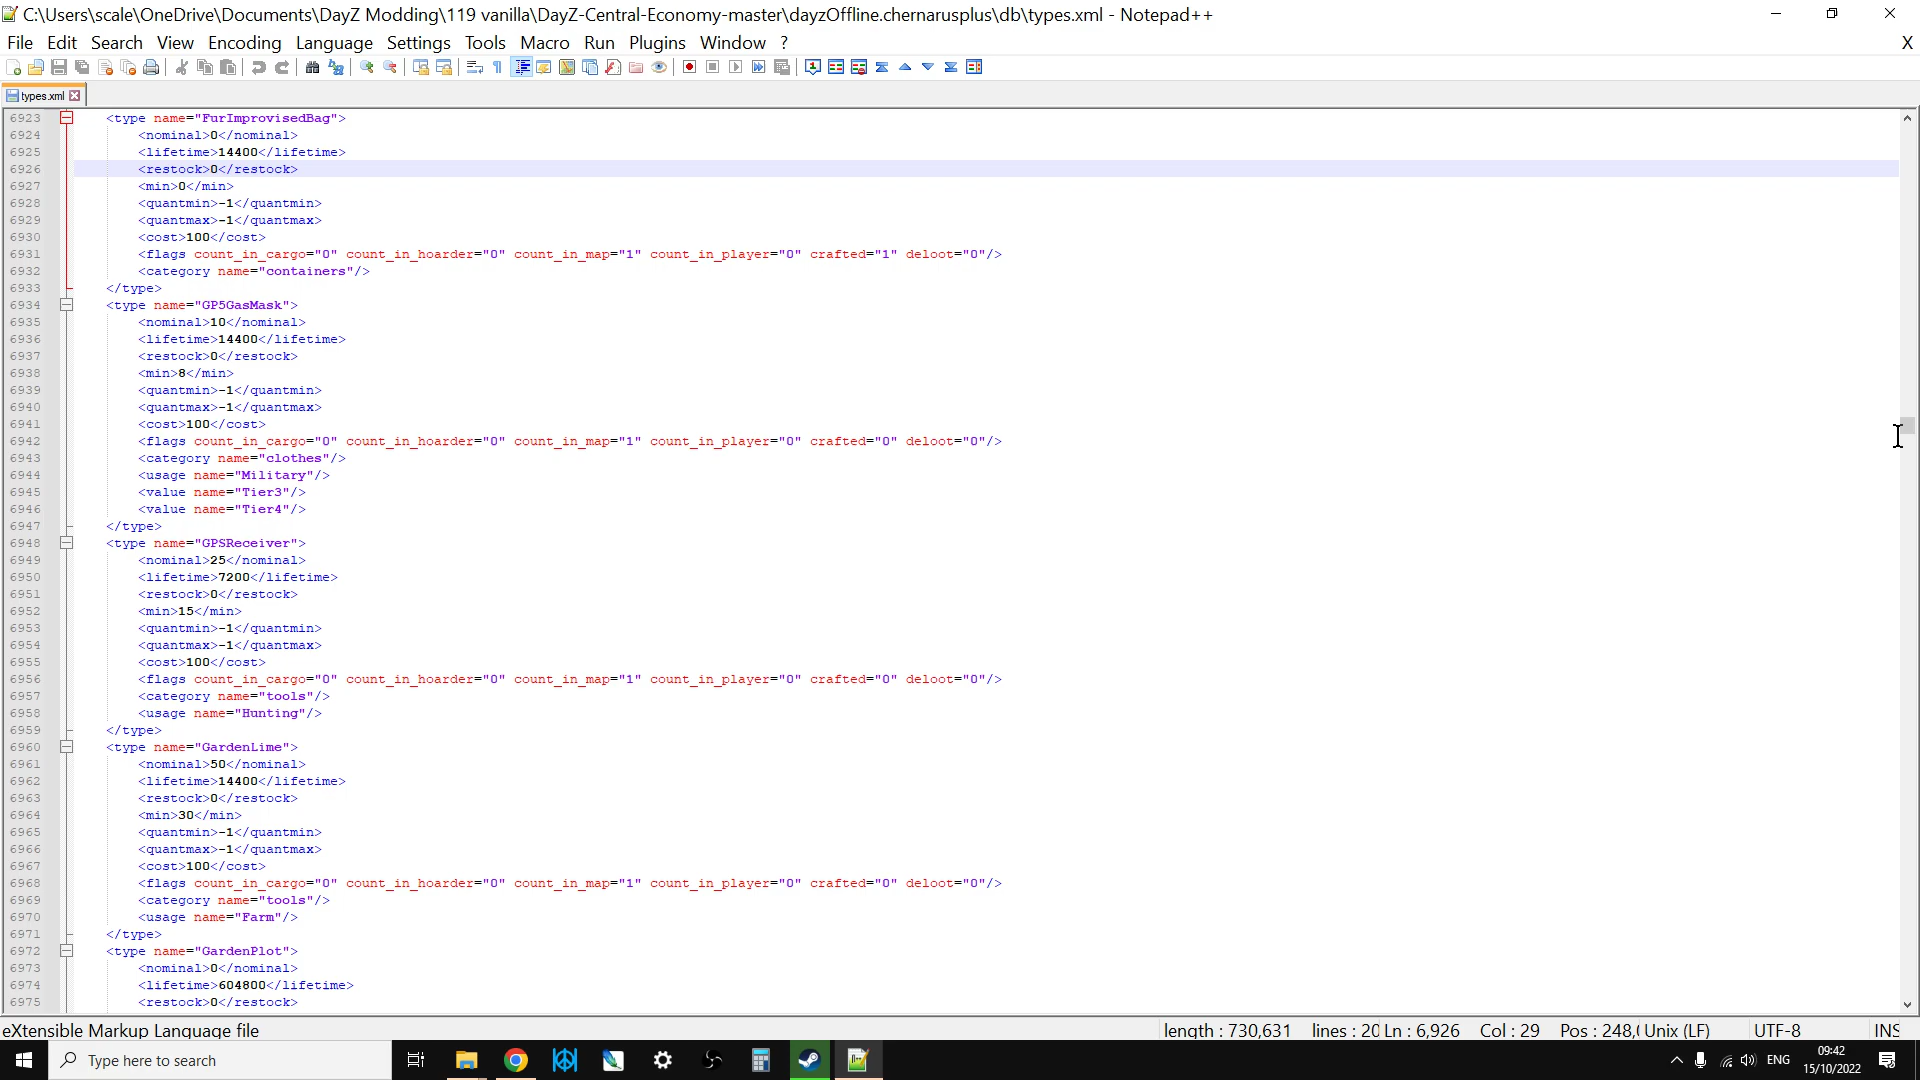 C:\Users\scale\OneDrive\Documents\DayZ Modding\119 vanilla\DayZ-Central-Economy-master\dayzOffline.chernarusplus\db\types.xml - Notepad++
File Edit Search View Encoding Language Settings Tools Macro Run Plugins Window ? X
types.xml
6923 <type name="FurImprovisedBag">
6924 <nominal>0</nominal>
6925 <lifetime>14400</lifetime>
6926 <restock>0</restock>
6927 <min>0</min>
6928 <quantmin>-1</quantmin>
6929 <quantmax>-1</quantmax>
6930 <cost>100</cost>
6931 <flags count_in_cargo="0" count_in_hoarder="0" count_in_map="1" count_in_player="0" crafted="1" deloot="0"/>
6932 <category name="containers"/>
6933 </type>
6934 <type name="GP5GasMask">
6935 <nominal>10</nominal>
6936 <lifetime>14400</lifetime>
6937 <restock>0</restock>
6938 <min>8</min>
6939 <quantmin>-1</quantmin>
6940 <quantmax>-1</quantmax>
6941 <cost>100</cost>
6942 <flags count_in_cargo="0" count_in_hoarder="0" count_in_map="1" count_in_player="0" crafted="0" deloot="0"/>
6943 <category name="clothes"/>
6944 <usage name="Military"/>
6945 <value name="Tier3"/>
6946 <value name="Tier4"/>
6947 </type>
6948 <type name="GPSReceiver">
6949 <nominal>25</nominal>
6950 <lifetime>7200</lifetime>
6951 <restock>0</restock>
6952 <min>15</min>
6953 <quantmin>-1</quantmin>
6954 <quantmax>-1</quantmax>
6955 <cost>100</cost>
6956 <flags count_in_cargo="0" count_in_hoarder="0" count_in_map="1" count_in_player="0" crafted="0" deloot="0"/>
6957 <category name="tools"/>
6958 <usage name="Hunting"/>
6959 </type>
6960 <type name="GardenLime">
6961 <nominal>50</nominal>
6962 <lifetime>14400</lifetime>
6963 <restock>0</restock>
6964 <min>30</min>
6965 <quantmin>-1</quantmin>
6966 <quantmax>-1</quantmax>
6967 <cost>100</cost>
6968 <flags count_in_cargo="0" count_in_hoarder="0" count_in_map="1" count_in_player="0" crafted="0" deloot="0"/>
6969 <category name="tools"/>
6970 <usage name="Farm"/>
6971 </type>
6972 <type name="GardenPlot">
6973 <nominal>0</nominal>
6974 <lifetime>604800</lifetime>
6975 <restock>0</restock>
eXtensible Markup Language file length : 730,631 lines : 20 Ln : 6,926 Col : 29 Pos : 248,( Unix (LF) UTF-8 INS
Type here to search ENG 09:42
15/10/2022